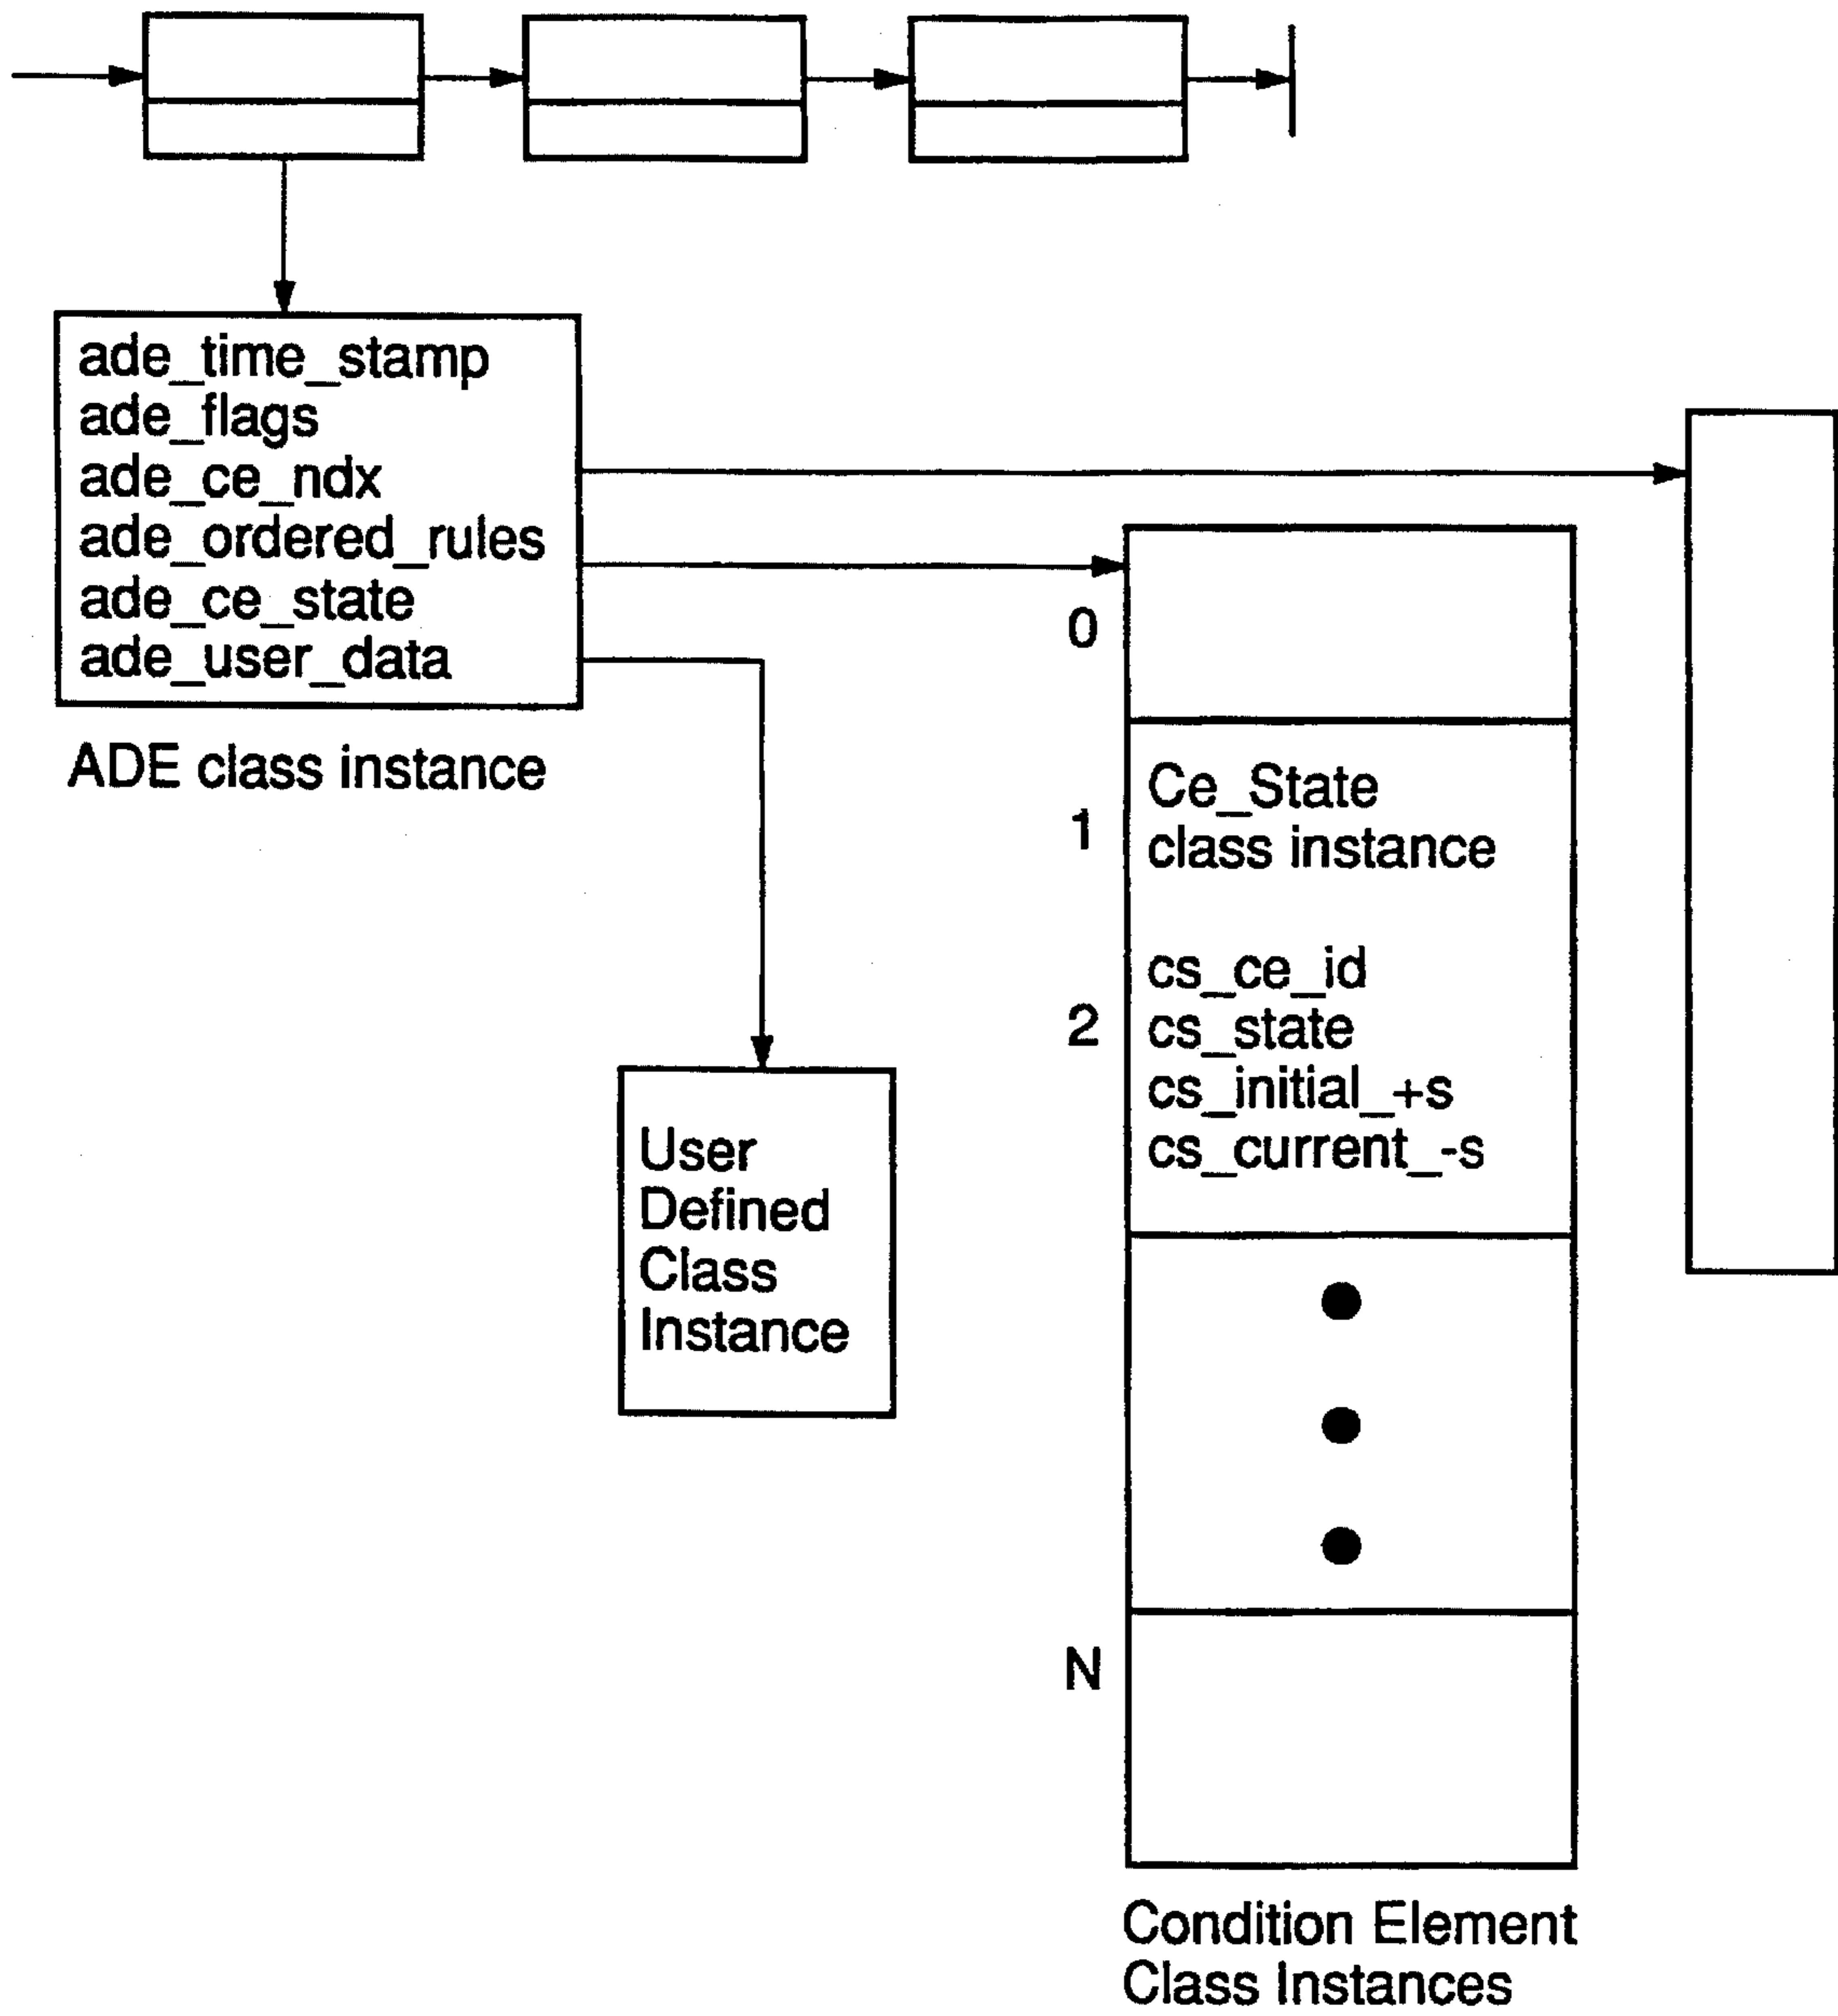 ade_time_stamp
ade_flags
ade_ce_ndx
ade_ordered_rules
ade_ce_state
ade_user_data
ADE class instance
User
Defined
Class
Instance
0
1
2
N
Ce_State
class instance
cs_ce_id
cs_state
cs_initial_+s
cs_current_-s
Condition Element
Class Instances